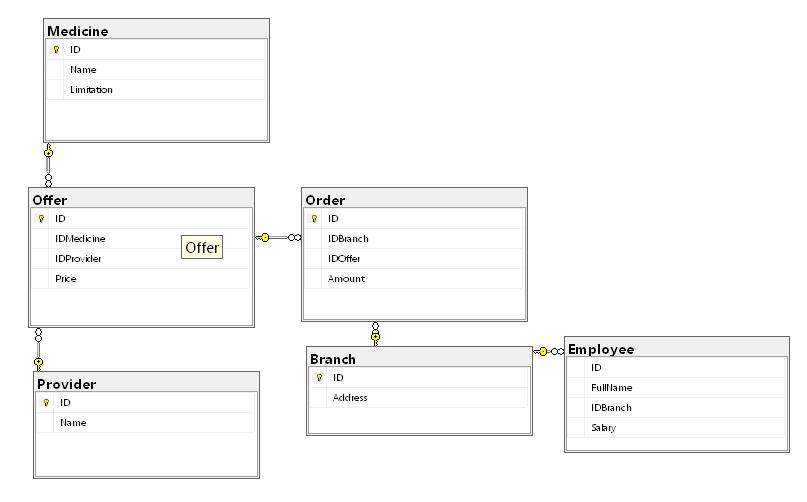 Medicine
ID
Name
Limitation
Offer
ID
IDMedicine
IDProvider
Price
Offer
Order
ID
IDBranch
IDOffer
Amount
Provider
ID
Name
Branch
ID
Address
Employee
ID
FullName
IDBranch
Salary